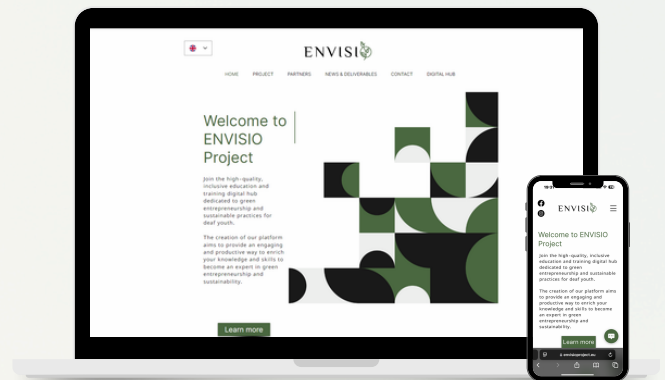 ENVISIO
HOME PROJECT PARTNERS NEWS & DELIVERABLES CONTACT DIGITAL HUB
Welcome to
ENVISIO
Project
Join the high-quality,
inclusive education and
training digital hub
dedicated to green
entrepreneurship and
sustainable practices for
deaf youth.
The creation of our platform
aims to provide an engaging
and productive way to enrich
your knowledge and skills to
become an expert in green
entrepreneurship and
sustainability.
Learn more
ENVISIO
Welcome to ENVISIO
Project
Join the high-quality, inclusive
education and training digital hub
dedicated to green
entrepreneurship and sustainable
practices for deaf youth.
The creation of our platform aims
to provide an engaging and
productive way to enrich your
knowledge and skills to become
an expert in green
entrepreneurship and
sustainability.
Learn more
envisioproject.eu